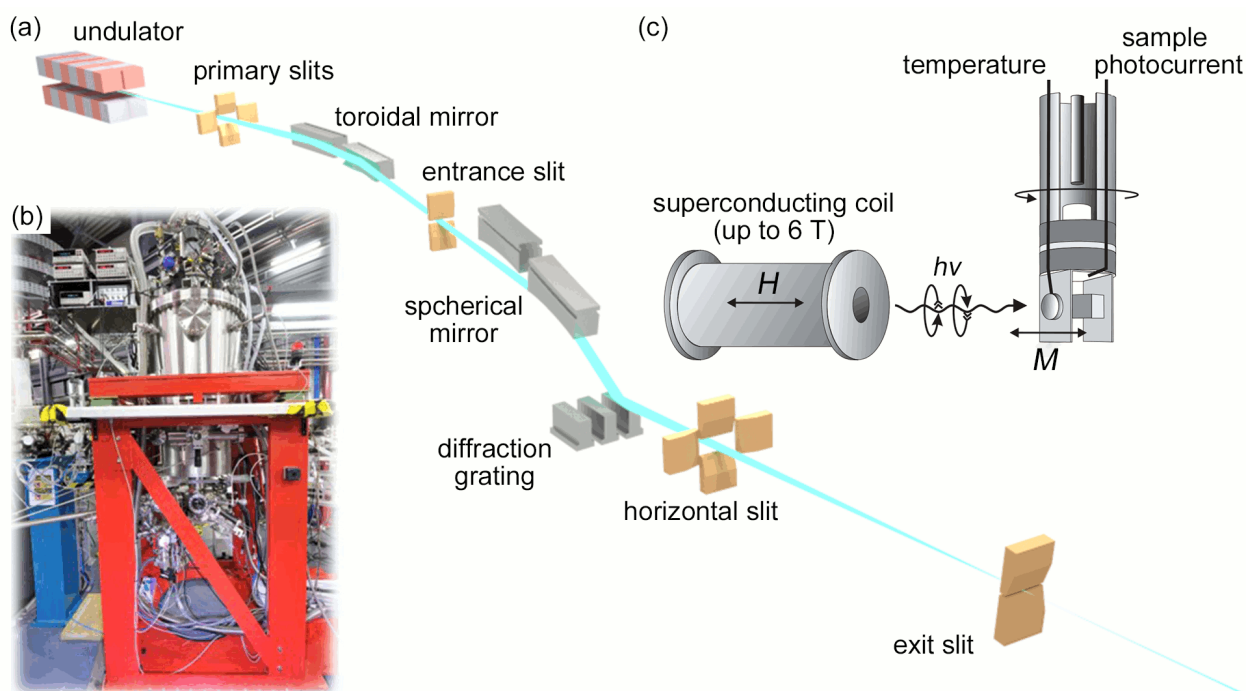 (a)
undulator
primary slits
toroidal mirror
entrance slit
spcherical
mirror
diffraction
grating
horizontal slit
exit slit
(b)
(c)
sample
temperature photocurrent
superconducting coil
(up to 6 T)
H
hν
M